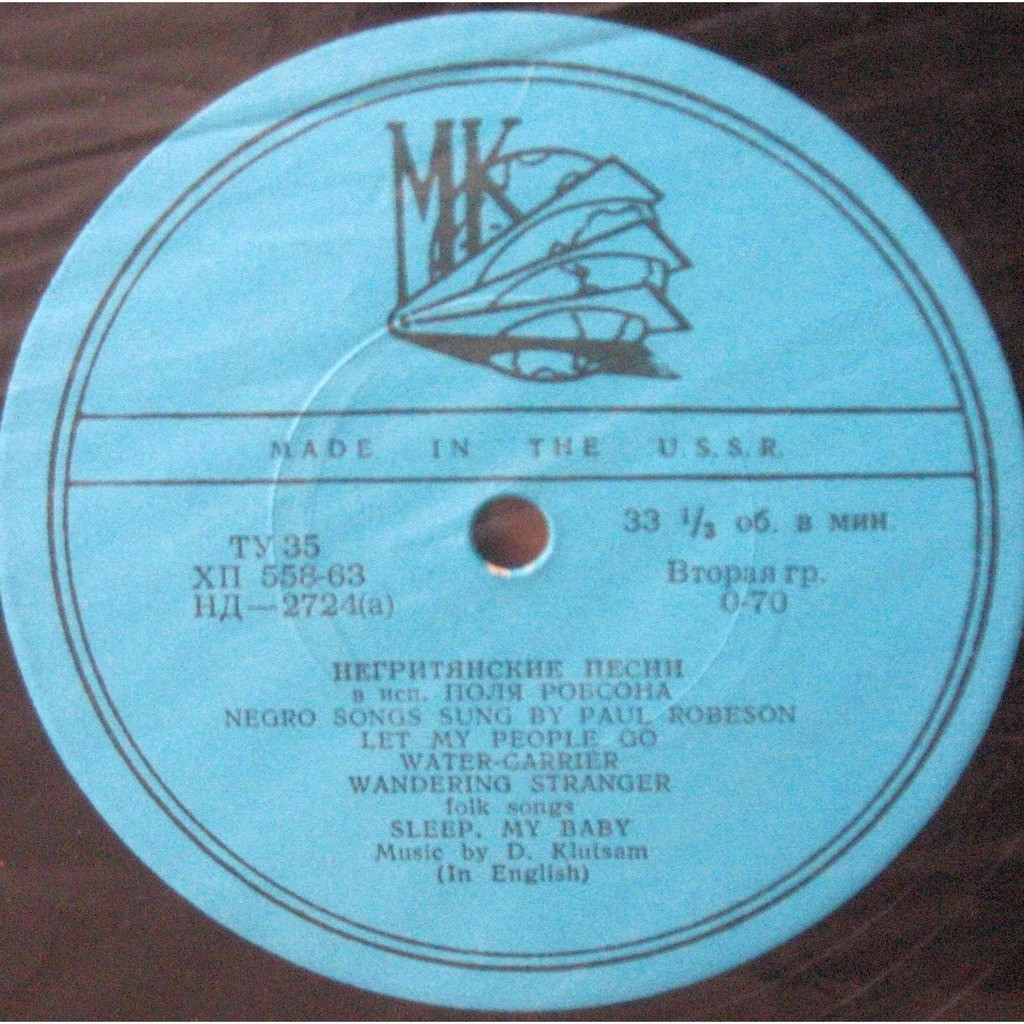 МК
MADE IN THE U.S.S.R.
ТУ 35
ХП 558-63
НД—2724(а)
33 1/3 об. в мин.
Вторая гр.
0-70
НЕГРИТЯНСКИЕ ПЕСНИ
в исп. ПОЛЯ РОБСОНА
NEGRO SONGS SUNG BY PAUL ROBESON
LET MY PEOPLE GO
WATER-CARRIER
WANDERING STRANGER
folk songs
SLEEP, MY BABY
Music by D. Klutsam
(In English)